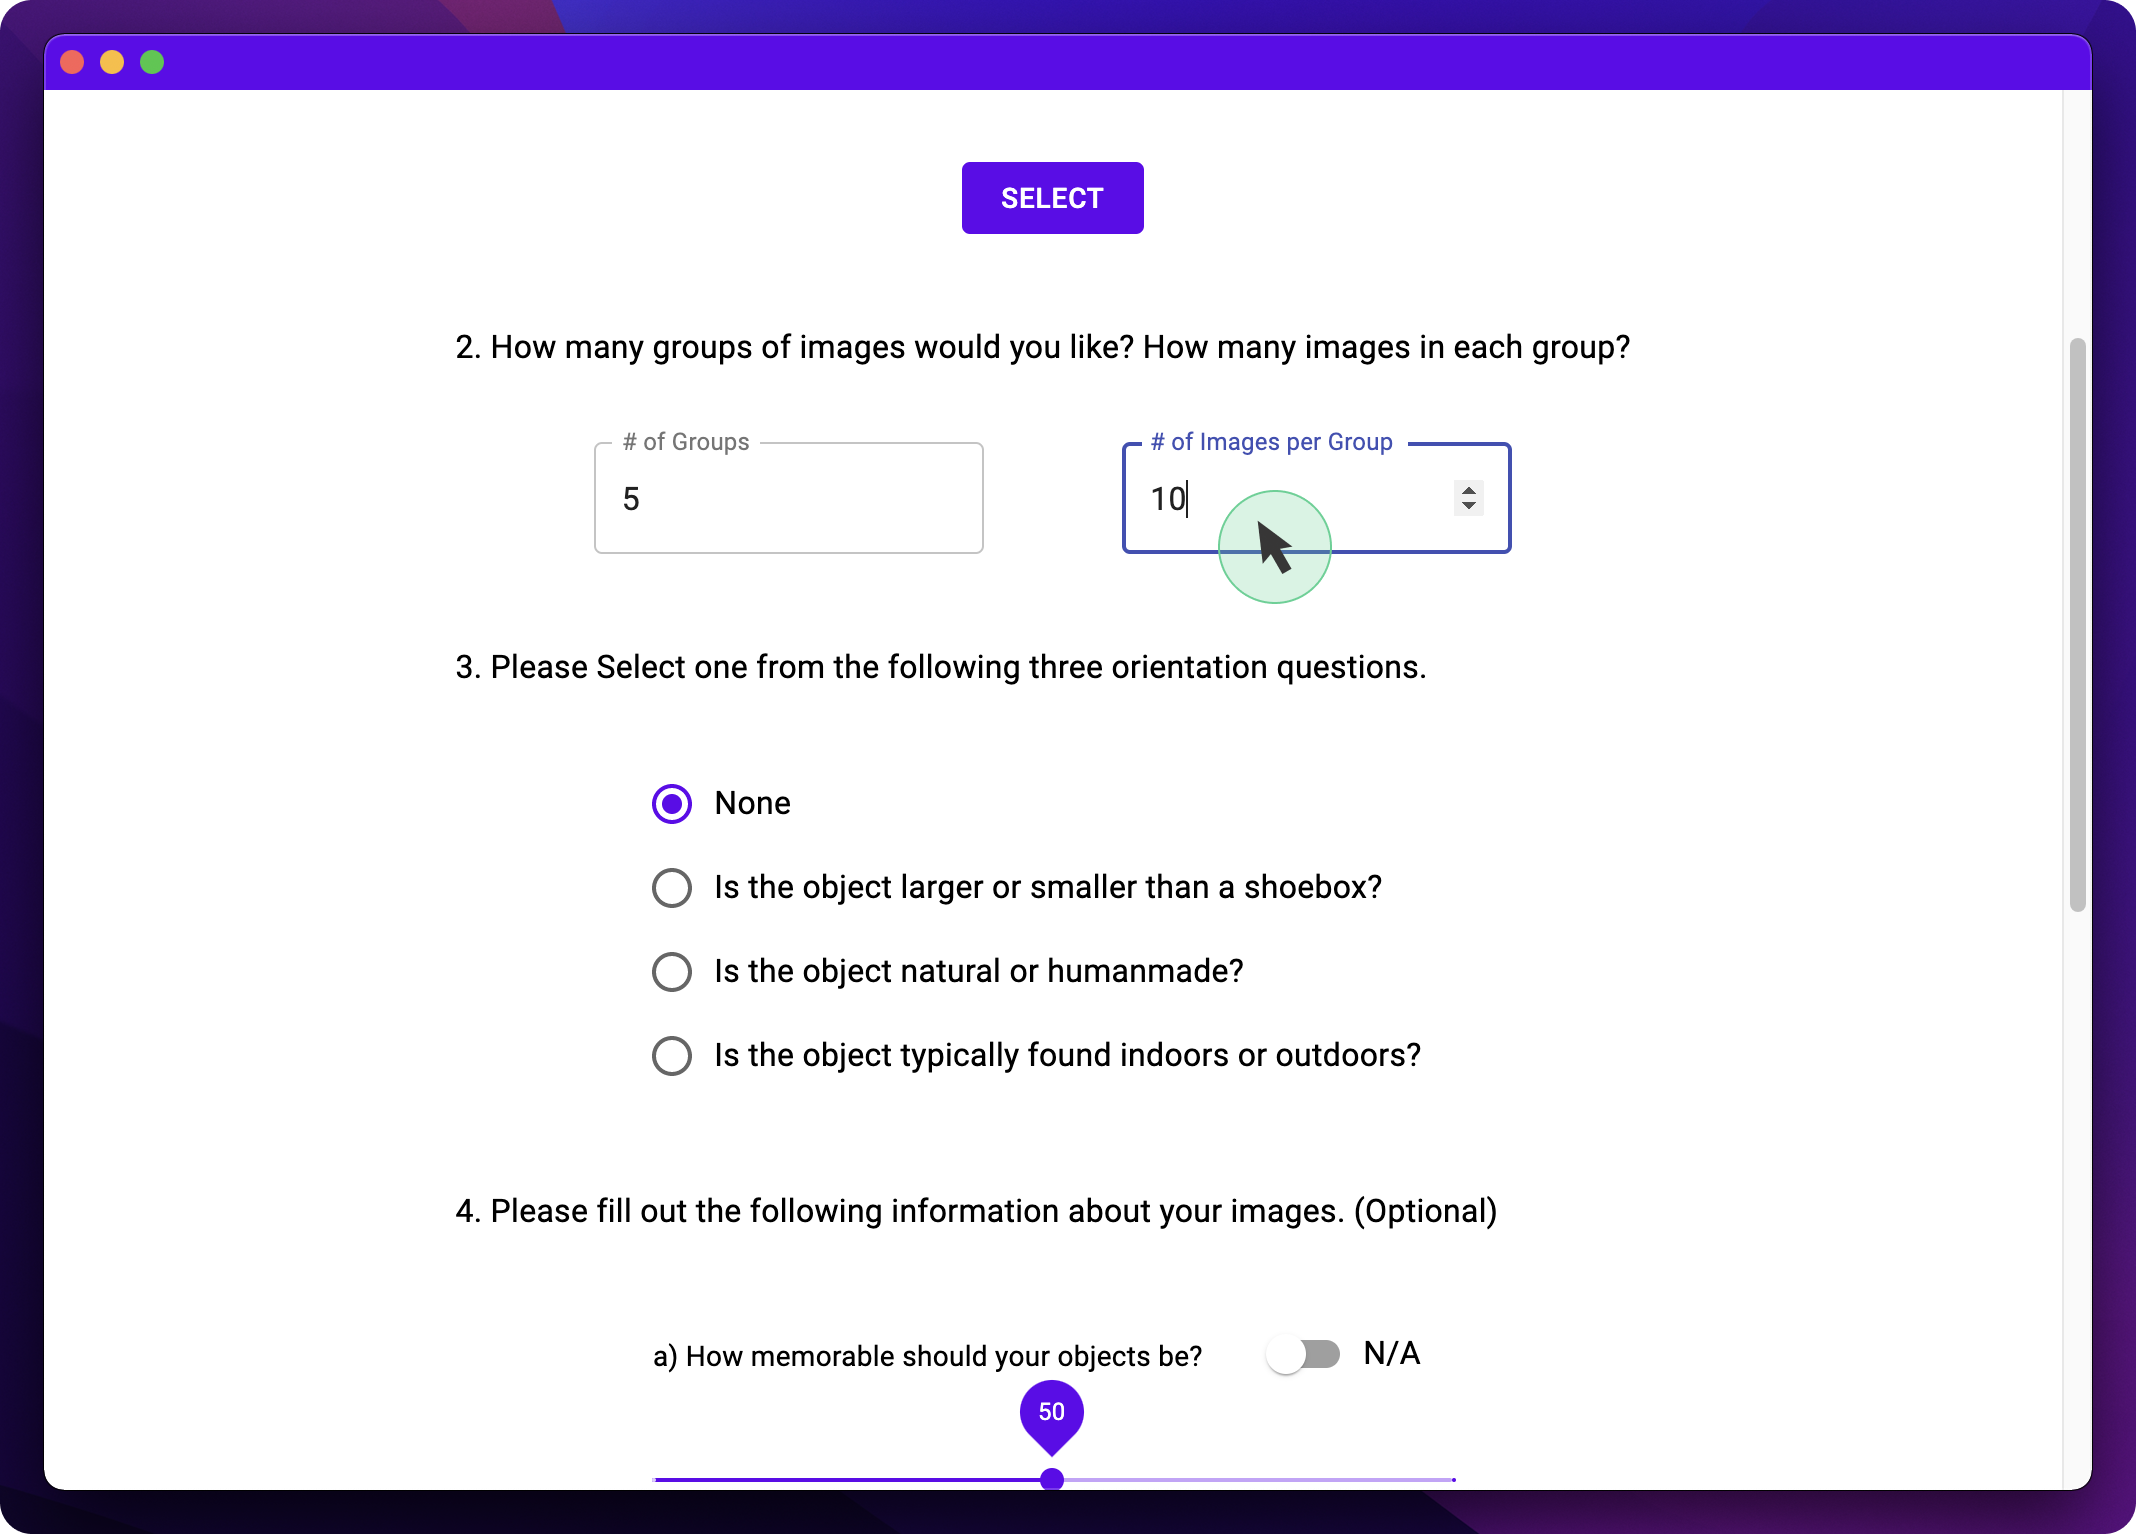 SELECT
2. How many groups of images would you like? How many images in each group?
# of Groups
# of Images per Group
5
10
3. Please Select one from the following three orientation questions.
None
Is the object larger or smaller than a shoebox?
Is the object natural or humanmade?
Is the object typically found indoors or outdoors?
4. Please fill out the following information about your images. (Optional)
a) How memorable should your objects be?
N/A
50